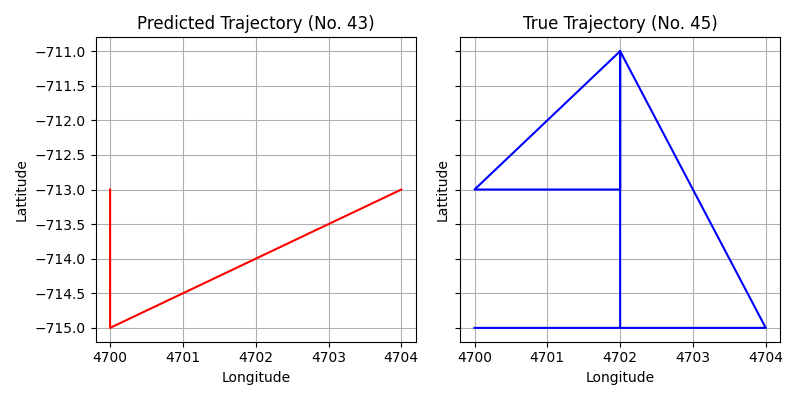 Predicted Trajectory (No. 43)
True Trajectory (No. 45)
−711.0
−711.5
−712.0
−712.5
−713.0
−713.5
−714.0
−714.5
−715.0
Lattitude
Lattitude
4700 4701 4702 4703 4704
4700 4701 4702 4703 4704
Longitude
Longitude